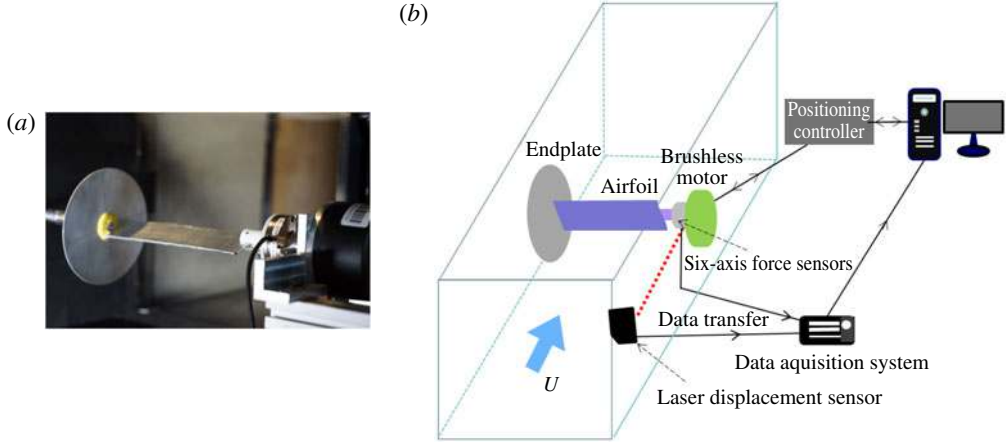 (a)
(b)
Endplate
Airfoil
Brushless
motor
Positioning
controller
Six-axis force sensors
Data transfer
Data aquisition system
Laser displacement sensor
U